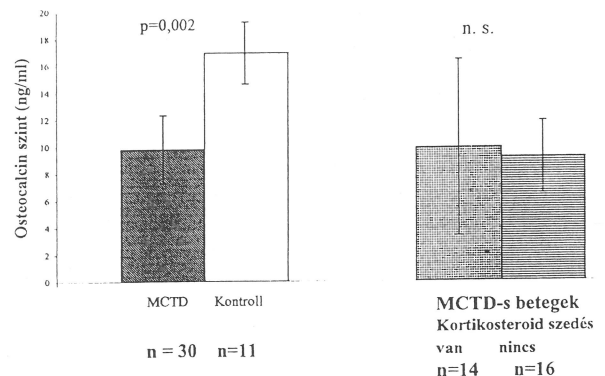 p=0,002
n. s.
Osteocalcin szint (ng/ml)
20
18
16
14
12
10
8
6
4
2
0
MCTD Kontroll
n = 30 n=11
MCTD-s betegek
Kortikosteroid szedés
van nincs
n=14 n=16